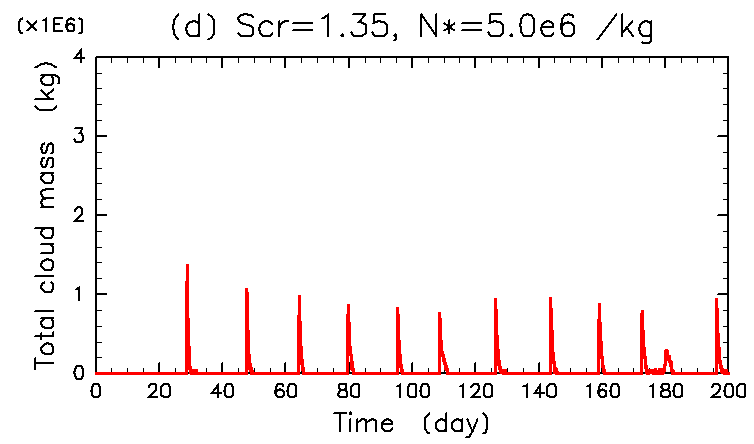 (×1E6)
(d) Scr=1.35, N*=5.0e6 /kg
Total cloud mass (kg)
4
3
2
1
0
0 20 40 60 80 100 120 140 160 180 200
Time (day)